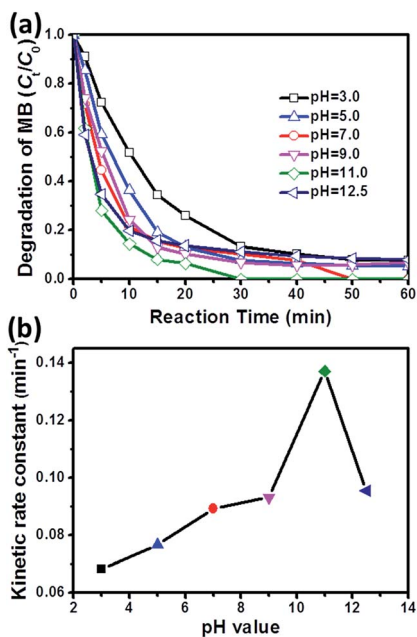 (a)
Degradation of MB (Ct/C0)
1.0
0.8
0.6
0.4
0.2
0.0
pH=3.0
pH=5.0
pH=7.0
pH=9.0
pH=11.0
pH=12.5
0 10 20 30 40 50 60
Reaction Time (min)
(b)
Kinetic rate constant (min-1)
0.14
0.12
0.10
0.08
0.06
2 4 6 8 10 12 14
pH value